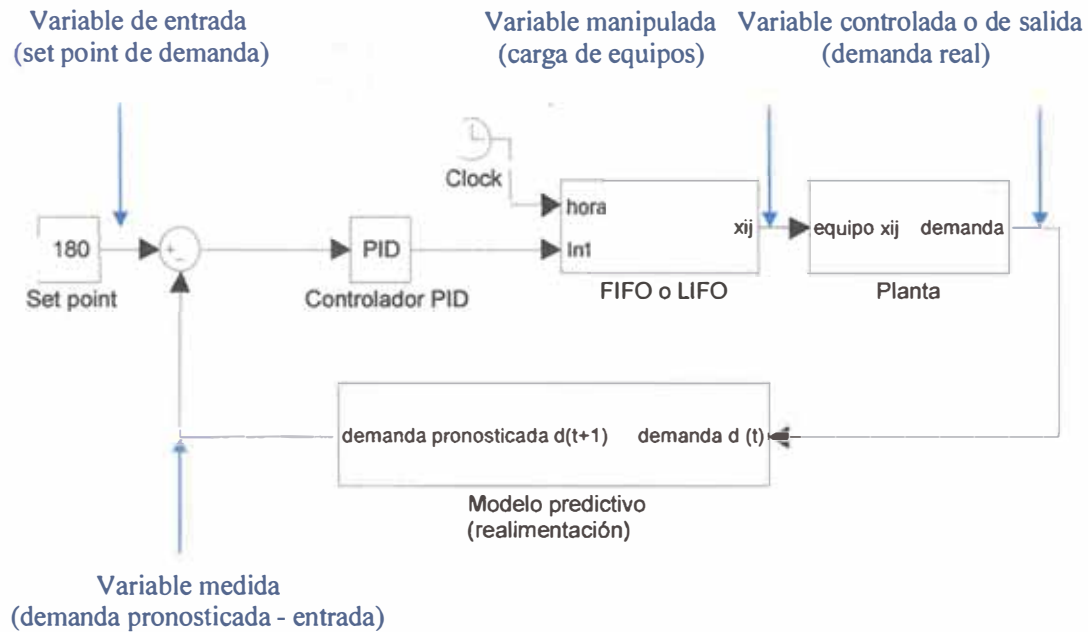 Variable de entrada
(set point de demanda)
Variable manipulada
(carga de equipos)
Variable controlada o de salida
(demanda real)
Clock
hora
In1
xij
FIFO o LIFO
180
Set point
+
-
PID
Controlador PID
equipo xij demanda
Planta
demanda pronosticada d(t+1) demanda d (t)
Modelo predictivo
(realimentación)
Variable medida
(demanda pronosticada - entrada)